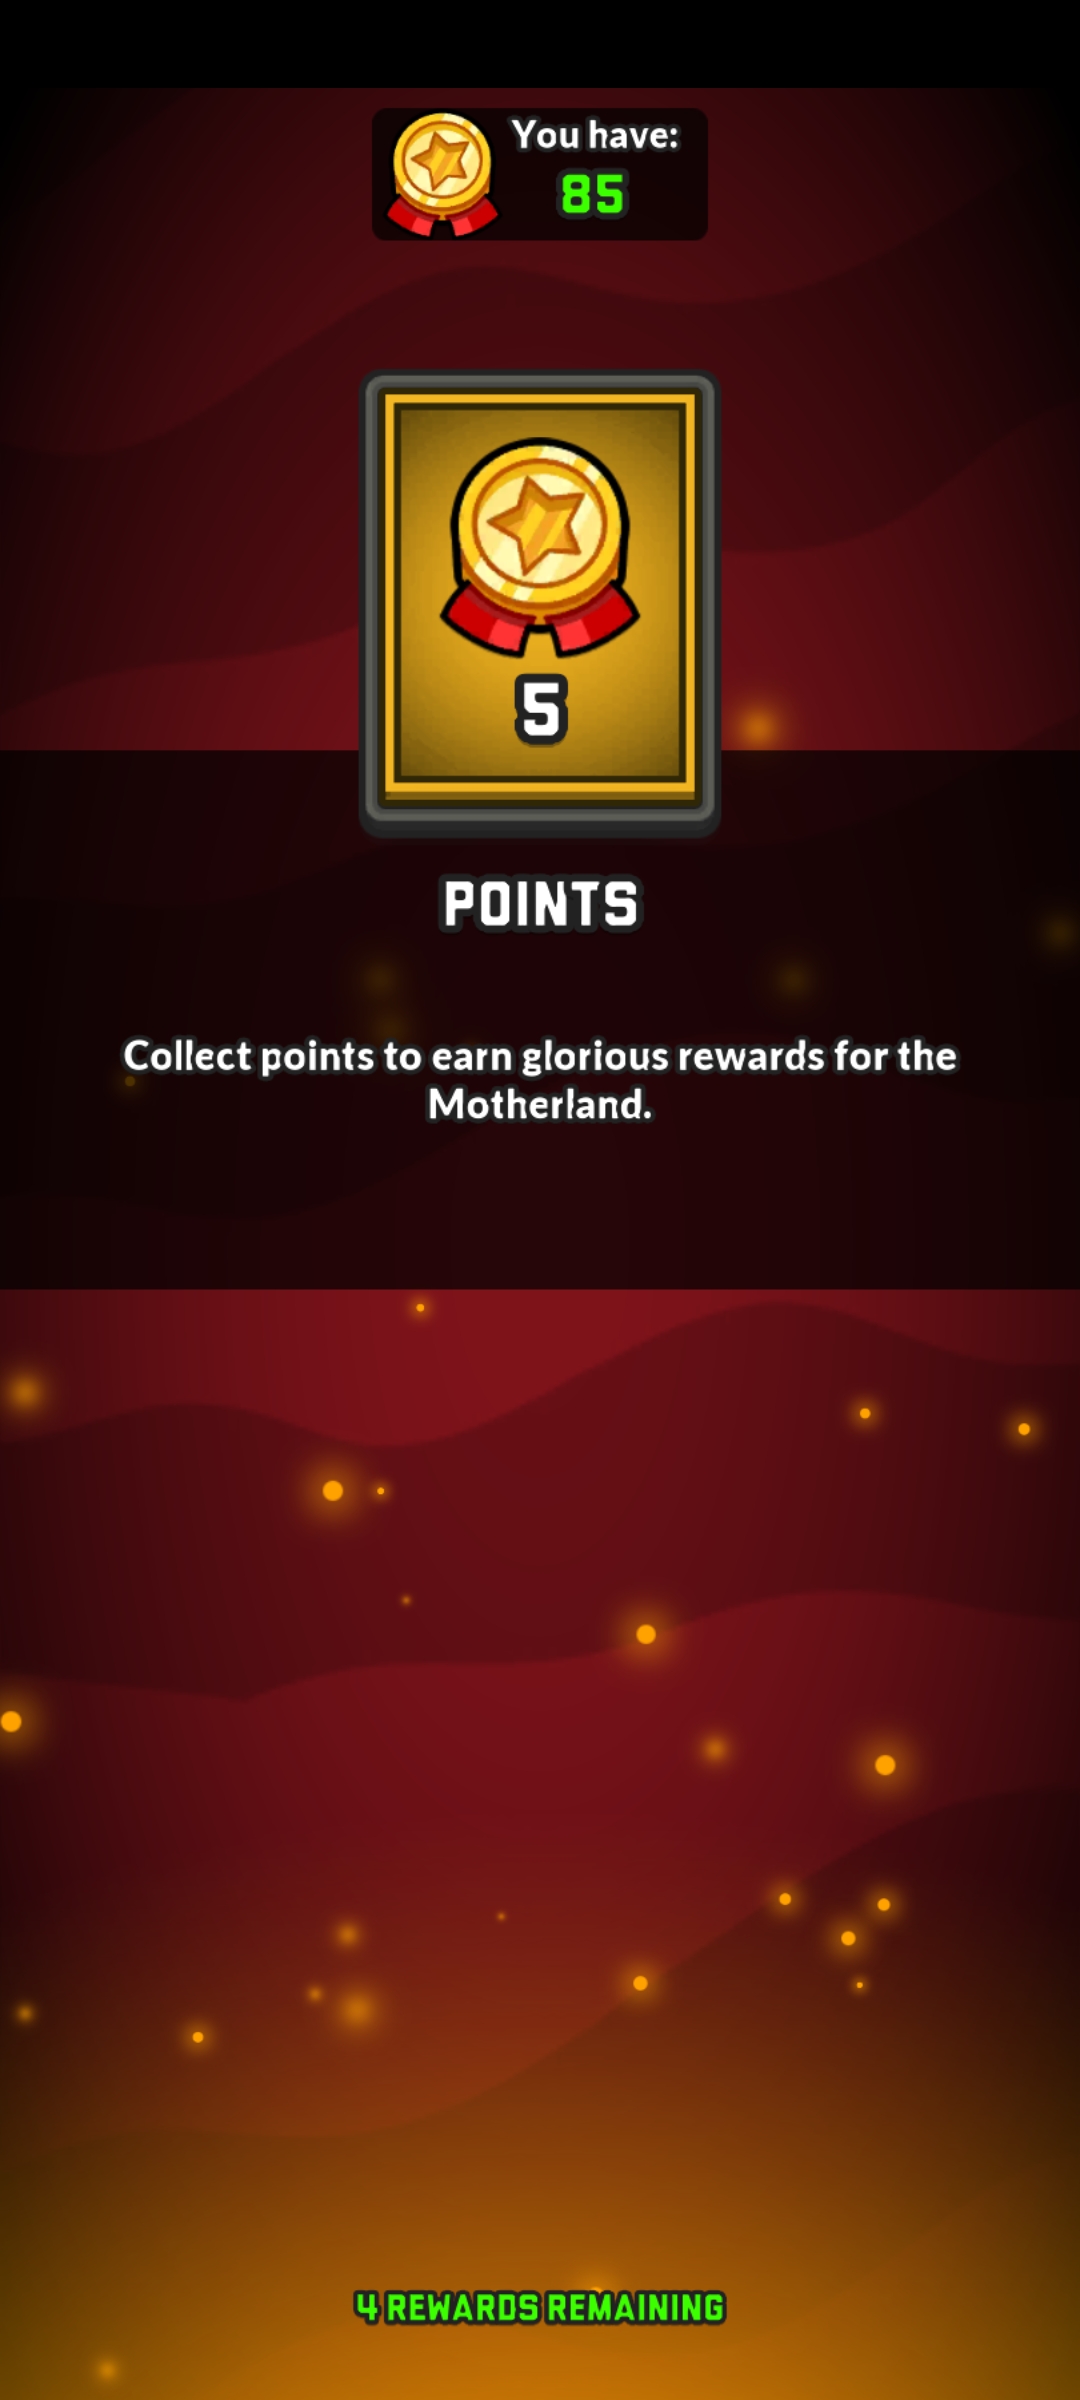 You have:
85
5
POINTS
Collect points to earn glorious rewards for the
Motherland.
4 REWARDS REMAINING